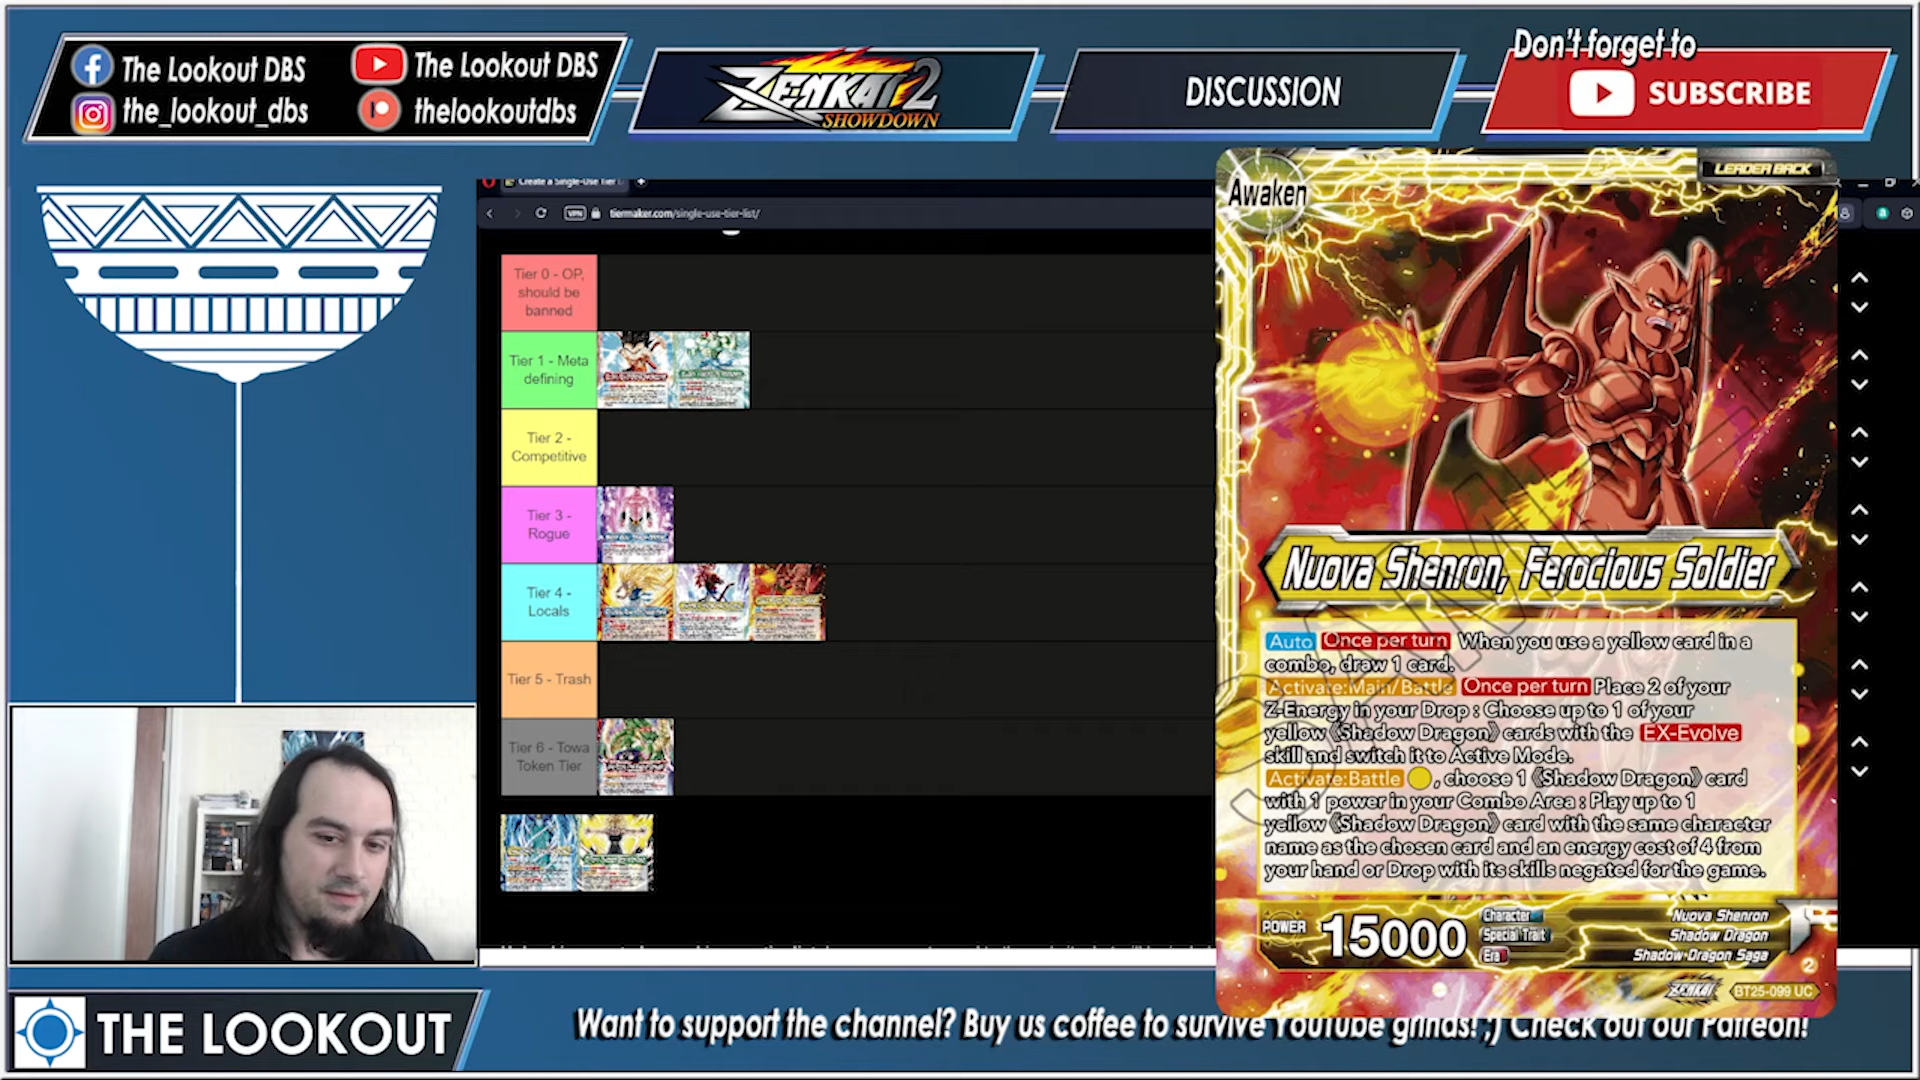 The Lookout DBS
The Lookout DBS
the_lookout_dbs
thelookoutdbs
ZENKAI 2
SHOWDOWN
DISCUSSION
Don't forget to
SUBSCRIBE
Create a Single-Use Tier
VPN
tiermaker.com/single-use-tier-list/
Tier 0 - OP,
should be
banned
Tier 1 - Meta
defining
Tier 2 -
Competitive
Tier 3 -
Rogue
Tier 4 -
Locals
Tier 5 - Trash
Tier 6 - Towa
Token Tier
Awaken
LEADER BACK
Nuova Shenron, Ferocious Soldier
Auto Once per turn When you use a yellow card in a
combo, draw 1 card.
Activate:Main/Battle Once per turn Place 2 of your
Z-Energy in your Drop : Choose up to 1 of your
yellow 《Shadow Dragon》 cards with the EX-Evolve
skill and switch it to Active Mode.
Activate:Battle , choose 1 《Shadow Dragon》 card
with 1 power in your Combo Area : Play up to 1
yellow 《Shadow Dragon》 card with the same character
name as the chosen card and an energy cost of 4 from
your hand or Drop with its skills negated for the game.
SAMPLE
POWER 15000
Character Nuova Shenron
Special Trait Shadow Dragon
Era Shadow Dragon Saga
2
ZENKAI BT25-099 UC
THE LOOKOUT
Want to support the channel? Buy us coffee to survive YouTube grinds! ;) Check out our Patreon!